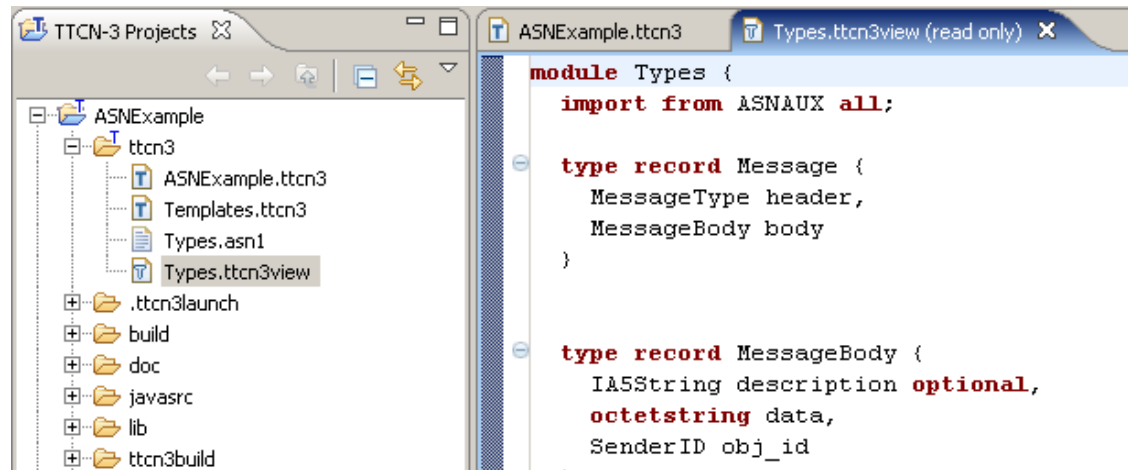 TTCN-3 Projects
ASNExample
ttcn3
ASNExample.ttcn3
Templates.ttcn3
Types.asn1
Types.ttcn3view
.ttcn3launch
build
doc
javasrc
lib
ttcn3build
ASNExample.ttcn3
Types.ttcn3view (read only)
module Types {
import from ASNAUX all;
type record Message {
MessageType header,
MessageBody body
}
type record MessageBody {
IA5String description optional,
octetstring data,
SenderID obj_id